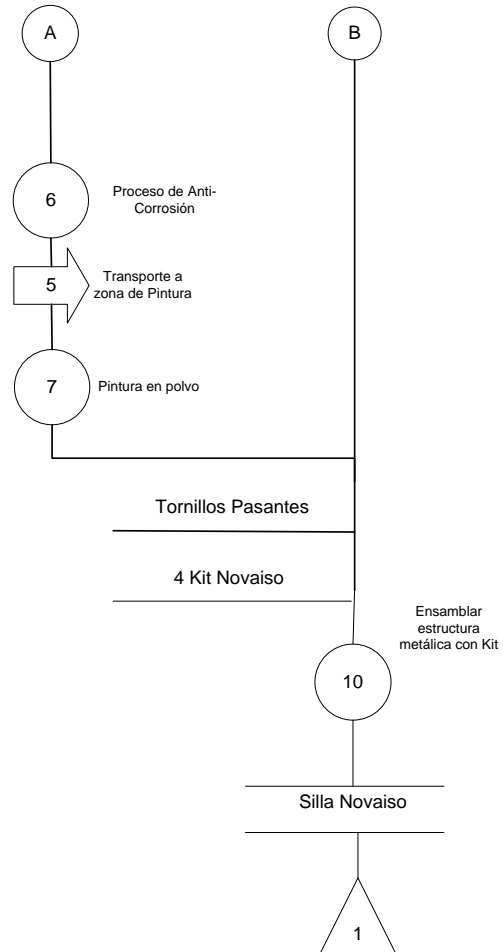 A
B
6
Proceso de Anti-
Corrosión
5
Transporte a
zona de Pintura
7
Pintura en polvo
Tornillos Pasantes
4 Kit Novaiso
Ensamblar
estructura
metálica con Kit
10
Silla Novaiso
1